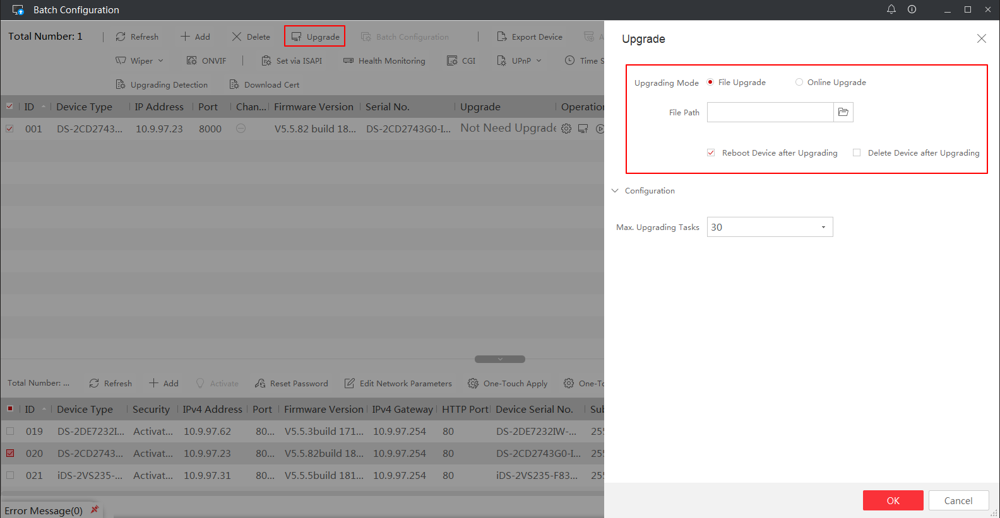 Batch Configuration
Total Number: 1
Refresh
Add
Delete
Upgrade
Batch Configuration
Export Device
Wiper
ONVIF
Set via ISAPI
Health Monitoring
CGI
UPnP
Time S
Upgrading Detection
Download Cert
ID Device Type IP Address Port Chan... Firmware Version Serial No. Upgrade Operation
001 DS-2CD2743... 10.9.97.23 8000 V5.5.82 build 18... DS-2CD2743G0-I... Not Need Upgrade
Total Number: ...
Refresh
Add
Activate
Reset Password
Edit Network Parameters
One-Touch Apply
One-To
ID Device Type Security IPv4 Address Port Firmware Version IPv4 Gateway HTTP Port Device Serial No. Sub
019 DS-2DE7232I... Activat... 10.9.97.62 80... V5.5.3build 171... 10.9.97.254 80 DS-2DE7232IW-... 255
020 DS-2CD2743... Activat... 10.9.97.23 80... V5.5.82build 18... 10.9.97.254 80 DS-2CD2743G0-I... 255
021 iDS-2VS235-... Activat... 10.9.97.31 80... V5.5.5build 181... 10.9.97.254 80 iDS-2VS235-F83... 255
Error Message(0)
Upgrade
Upgrading Mode
File Upgrade
Online Upgrade
File Path
Reboot Device after Upgrading
Delete Device after Upgrading
Configuration
Max. Upgrading Tasks
30
OK
Cancel